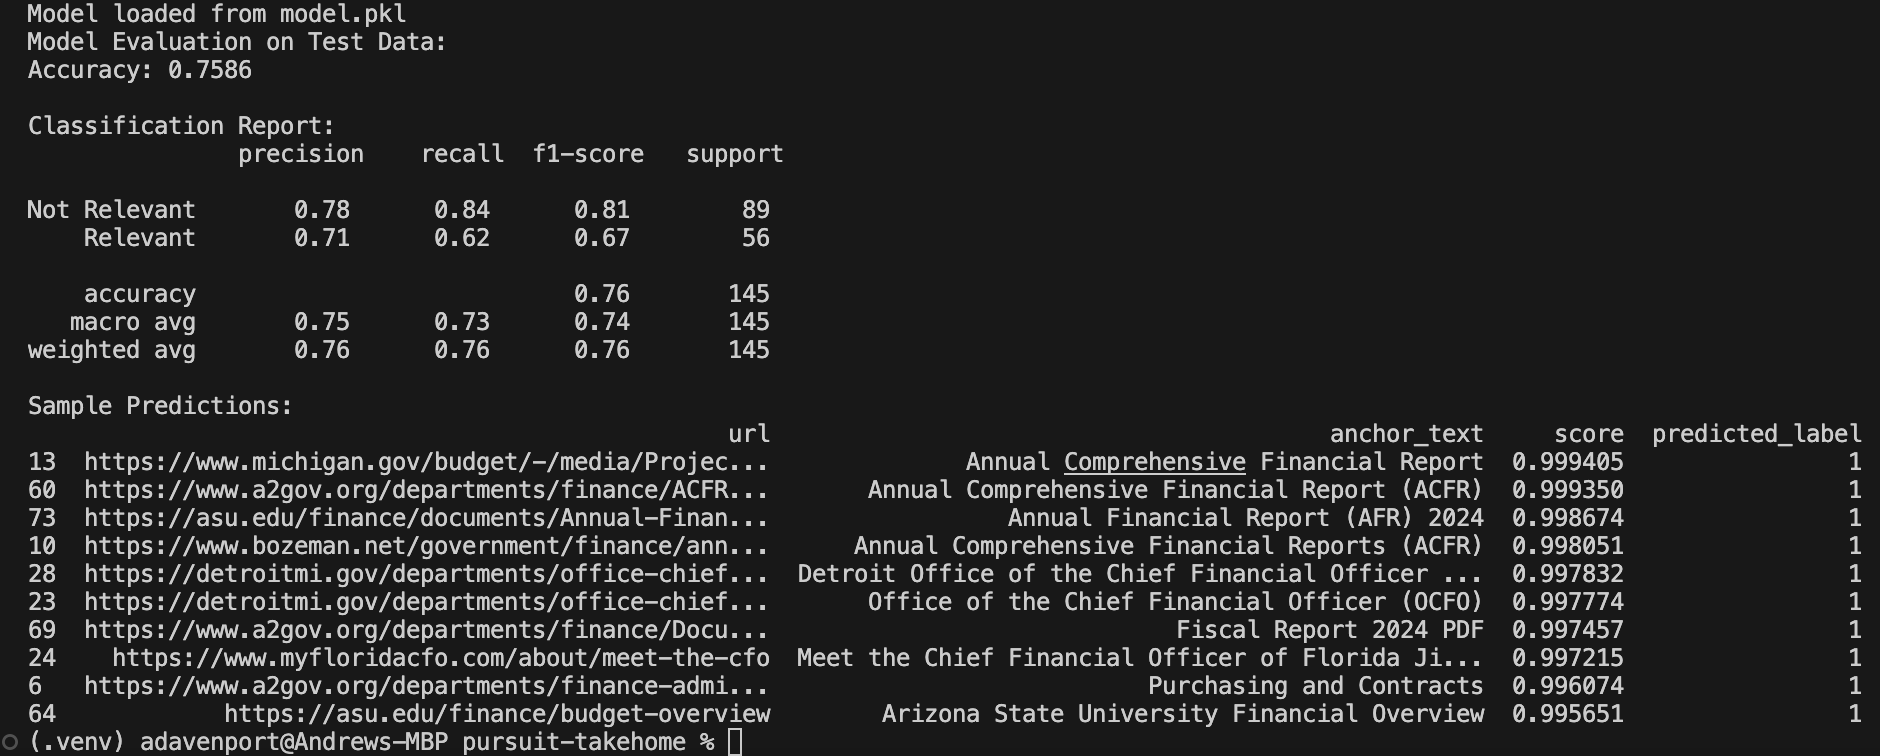 Model loaded from model.pkl
Model Evaluation on Test Data:
Accuracy: 0.7586
Classification Report:
precision recall f1-score support
Not Relevant 0.78 0.84 0.81 89
Relevant 0.71 0.62 0.67 56
accuracy 0.76 145
macro avg 0.75 0.73 0.74 145
weighted avg 0.76 0.76 0.76 145
Sample Predictions:
url anchor_text score predicted_label
13 https://www.michigan.gov/budget/-/media/Projec... Annual Comprehensive Financial Report 0.999405 1
60 https://www.a2gov.org/departments/finance/ACFR... Annual Comprehensive Financial Report (ACFR) 0.999350 1
73 https://asu.edu/finance/documents/Annual-Finan... Annual Financial Report (AFR) 2024 0.998674 1
10 https://www.bozeman.net/government/finance/ann... Annual Comprehensive Financial Reports (ACFR) 0.998051 1
28 https://detroitmi.gov/departments/office-chief... Detroit Office of the Chief Financial Officer ... 0.997832 1
23 https://detroitmi.gov/departments/office-chief... Office of the Chief Financial Officer (OCFO) 0.997774 1
69 https://www.a2gov.org/departments/finance/Docu... Fiscal Report 2024 PDF 0.997457 1
24 https://www.myfloridacfo.com/about/meet-the-cfo Meet the Chief Financial Officer of Florida Ji... 0.997215 1
6 https://www.a2gov.org/departments/finance-admi... Purchasing and Contracts 0.996074 1
64 https://asu.edu/finance/budget-overview Arizona State University Financial Overview 0.995651 1
(.venv) adavenport@Andrews-MBP pursuit-takehome %